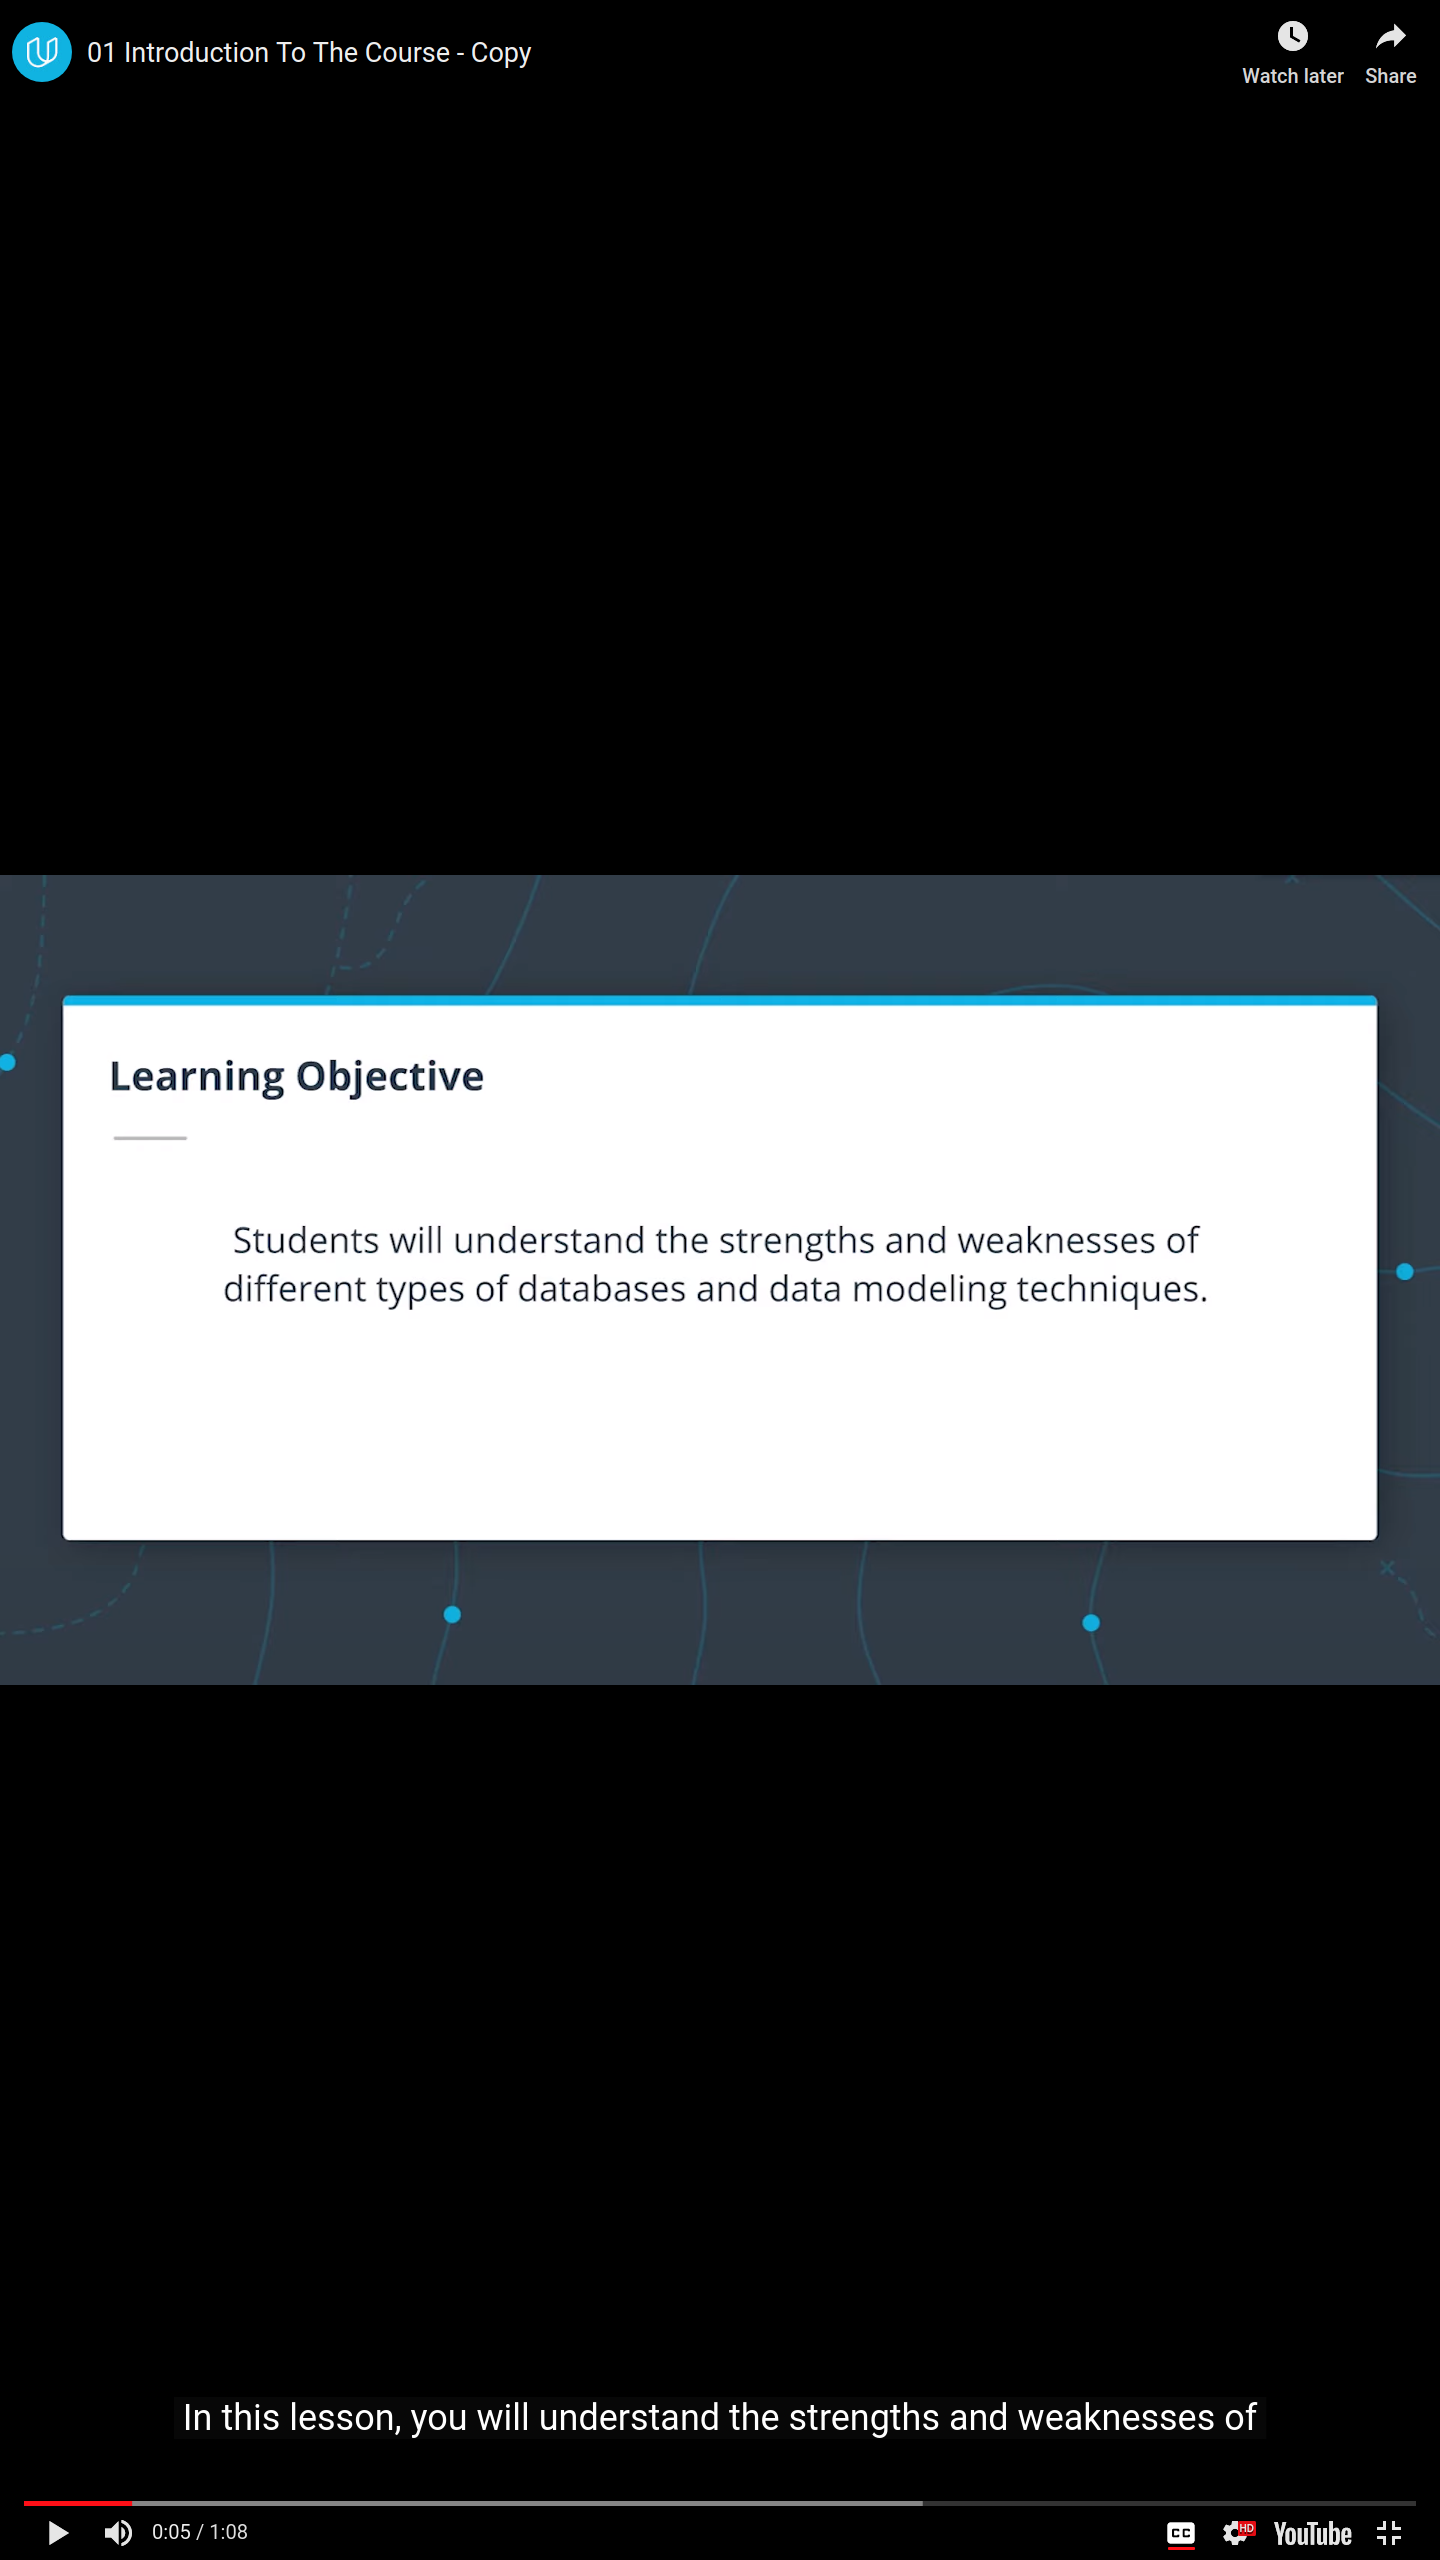 01 Introduction To The Course - Copy
Watch later
Share
Learning Objective
Students will understand the strengths and weaknesses of
different types of databases and data modeling techniques.
In this lesson, you will understand the strengths and weaknesses of
0:05 / 1:08
CC
HD
YouTube